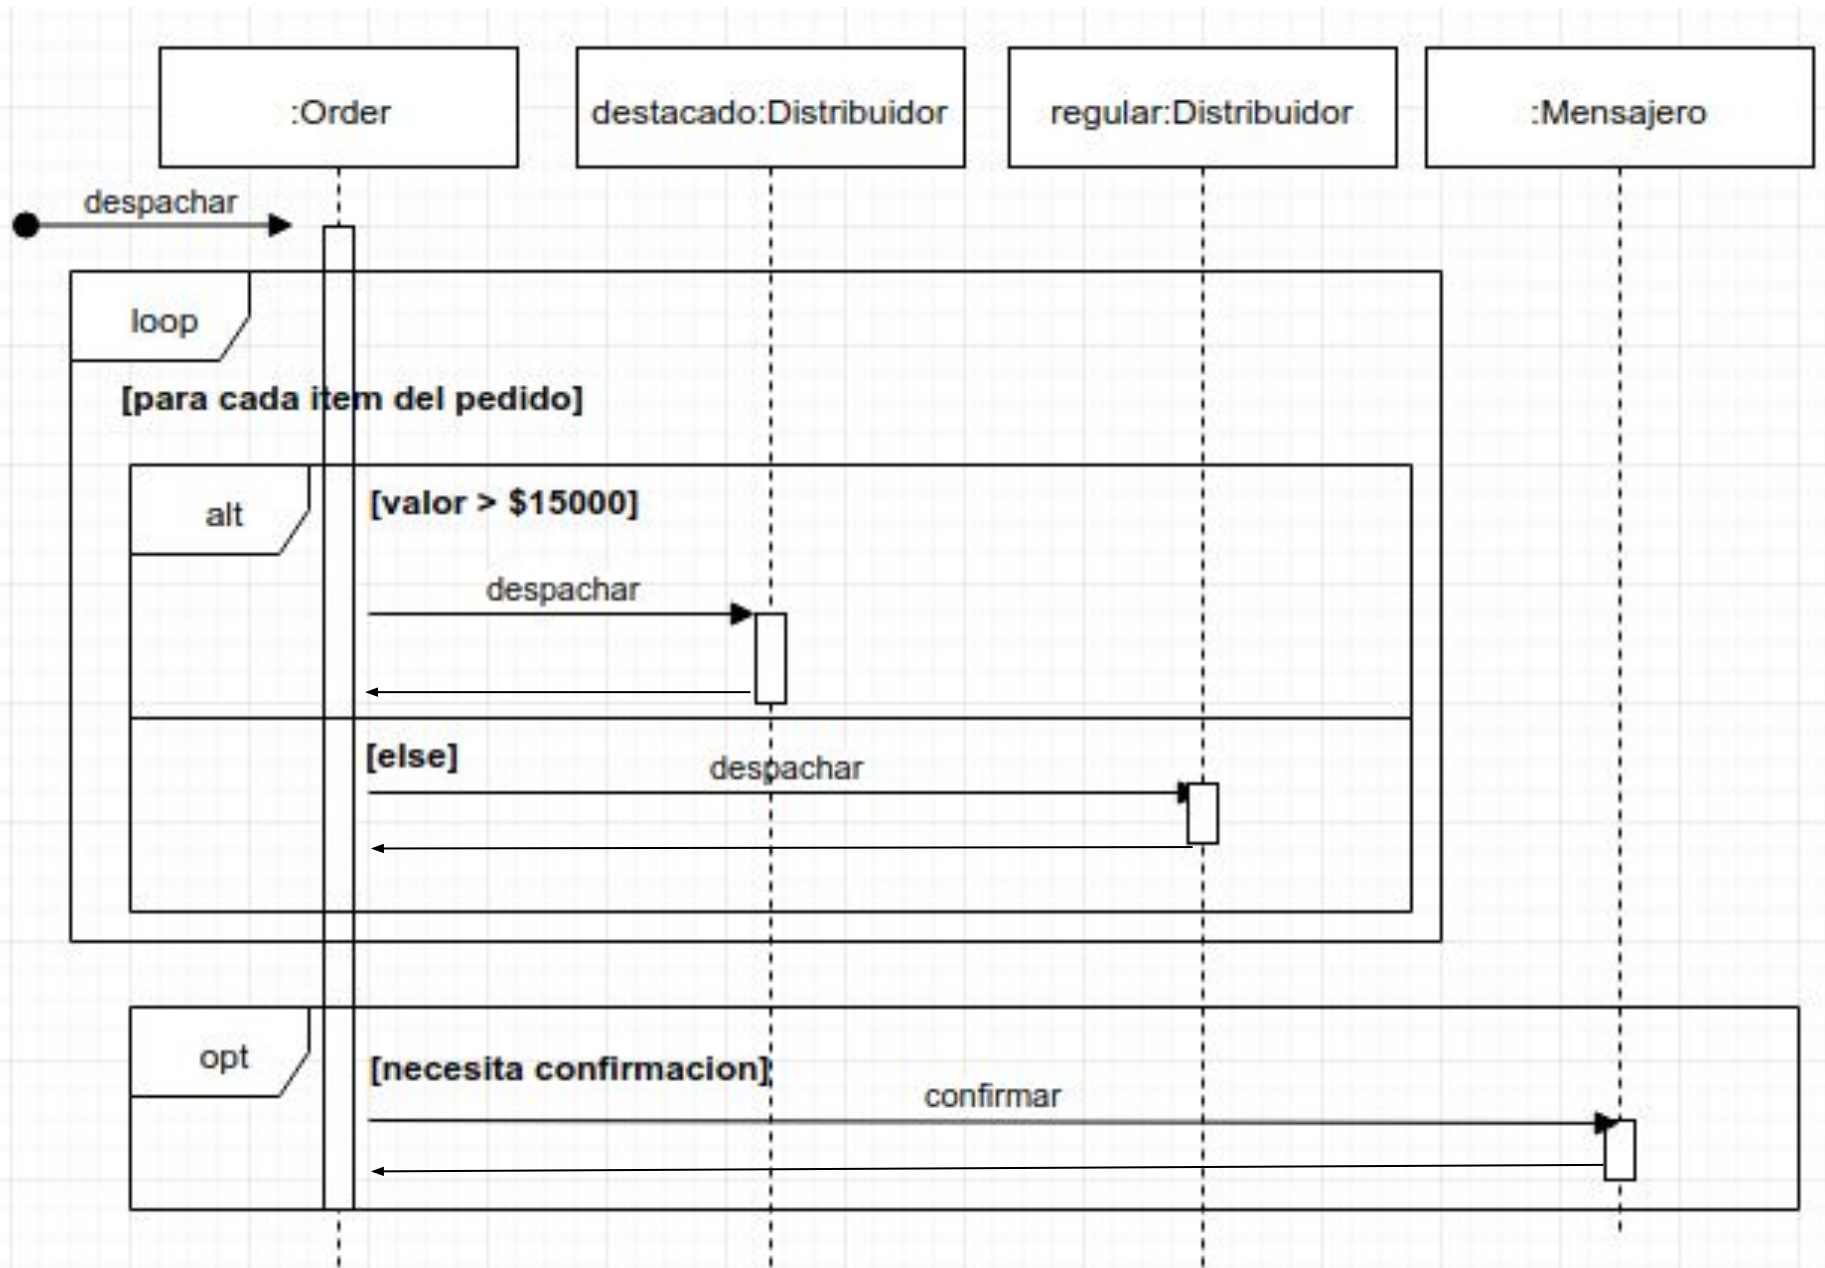 :Order
destacado:Distribuidor
regular:Distribuidor
:Mensajero
despachar
loop
[para cada item del pedido]
alt
[valor > $15000]
despachar
[else]
despachar
opt
[necesita confirmacion]
confirmar